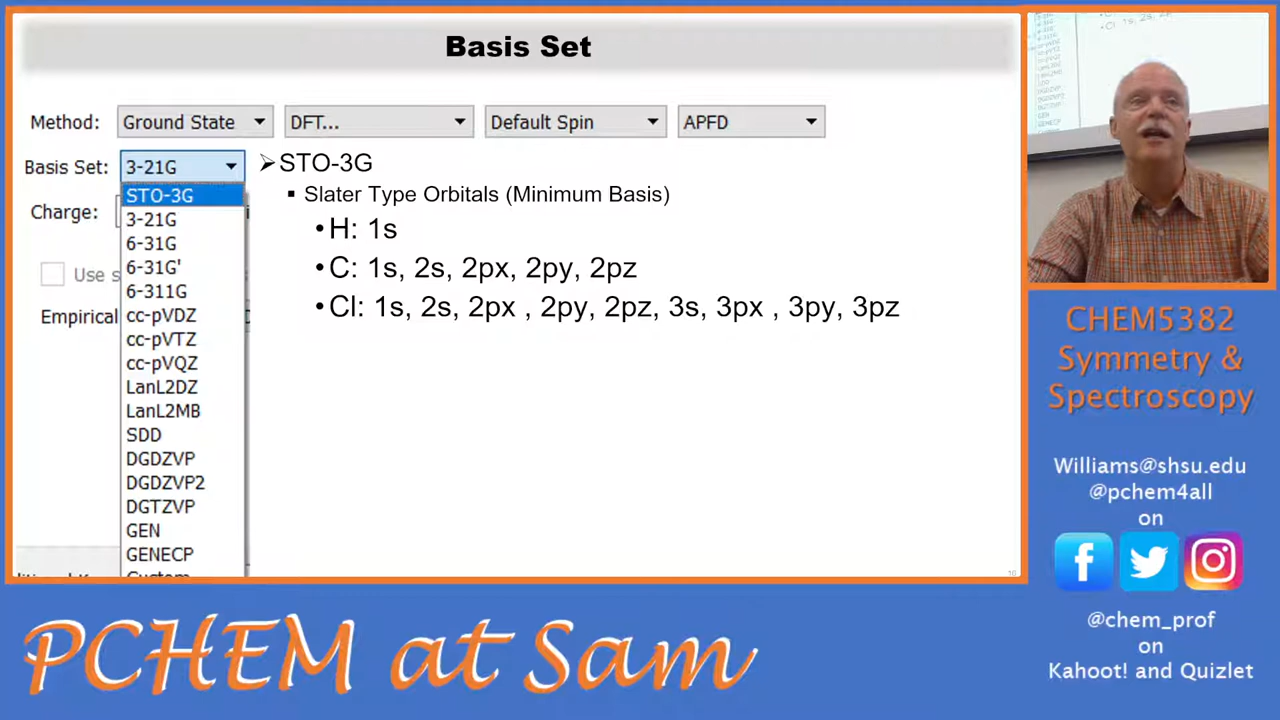 Basis Set
Method: Ground State DFT... Default Spin APFD
Basis Set: 3-21G
STO-3G
3-21G
6-31G
6-31G'
6-311G
cc-pVDZ
cc-pVTZ
cc-pVQZ
LanL2DZ
LanL2MB
SDD
DGDZVP
DGDZVP2
DGTZVP
GEN
GENECP
Custom
Charge:
Use s
Empirical
➢STO-3G
▪ Slater Type Orbitals (Minimum Basis)
•H: 1s
•C: 1s, 2s, 2px, 2py, 2pz
•Cl: 1s, 2s, 2px , 2py, 2pz, 3s, 3px , 3py, 3pz
CHEM5382
Symmetry &
Spectroscopy
Williams@shsu.edu
@pchem4all
on
@chem_prof
on
Kahoot! and Quizlet
PCHEM at Sam